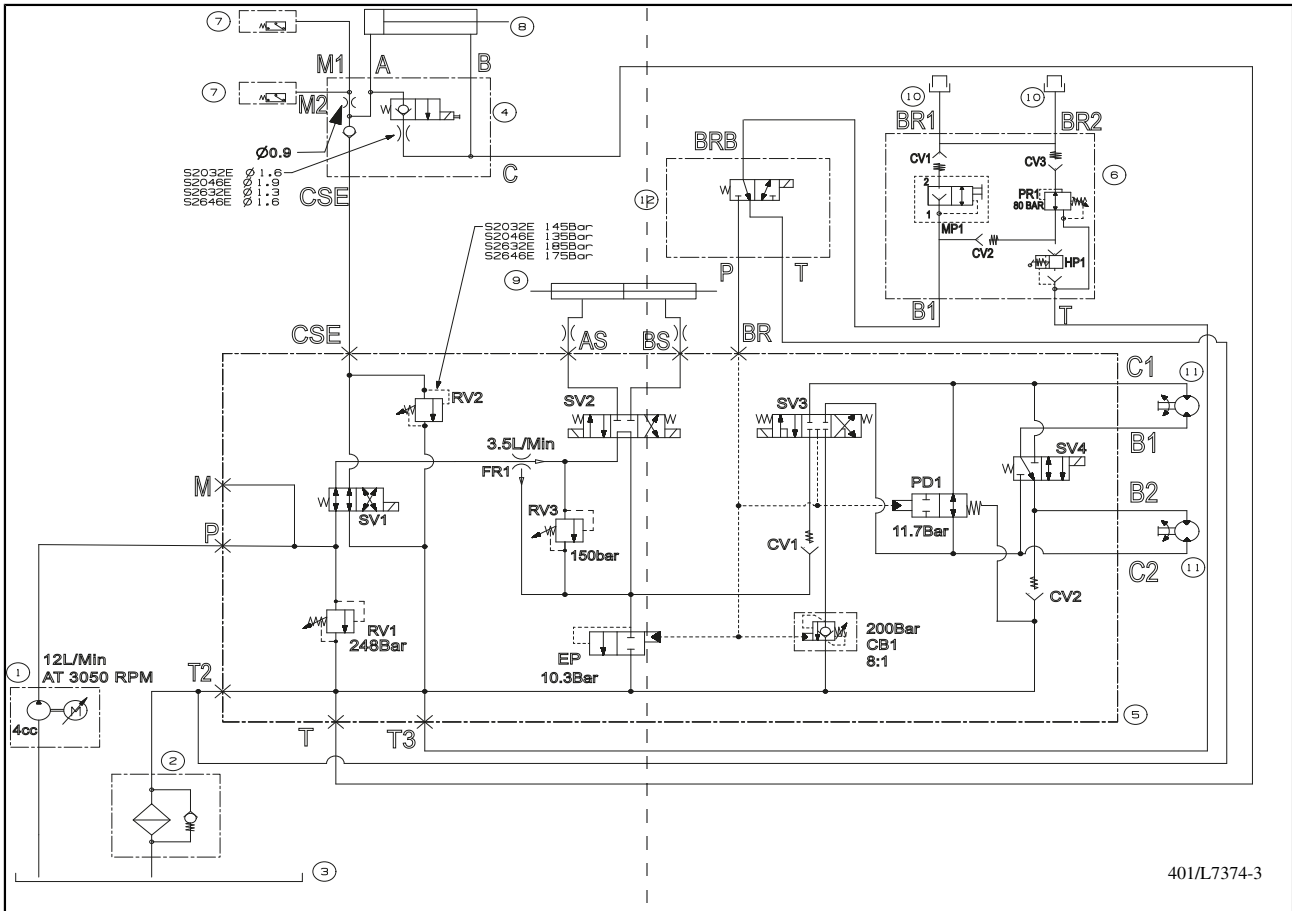 7
8
M1
A
B
7
M2
4
10
10
BR1
BR2
Ø0.9
BRB
CV1
CV3
6
S2032E Ø1.6
S2046E Ø1.9
S2632E Ø1.3
S2646E Ø1.6
C
CSE
2
PR1
80 BAR
12
1
MP1
S2032E 145Bar
S2046E 135Bar
S2632E 185Bar
S2646E 175Bar
CV2
HP1
P
T
9
B1
T
CSE
AS
BS
BR
C1
11
RV2
SV2
SV3
3.5L/Min
FR1
B1
SV4
M
SV1
PD1
B2
RV3
11.7Bar
P
150bar
CV1
C2
11
CV2
RV1
248Bar
200Bar
CB1
8:1
EP
10.3Bar
12L/Min
AT 3050 RPM
1
T2
M
4cc
T
T3
5
2
3
401/L7374-3